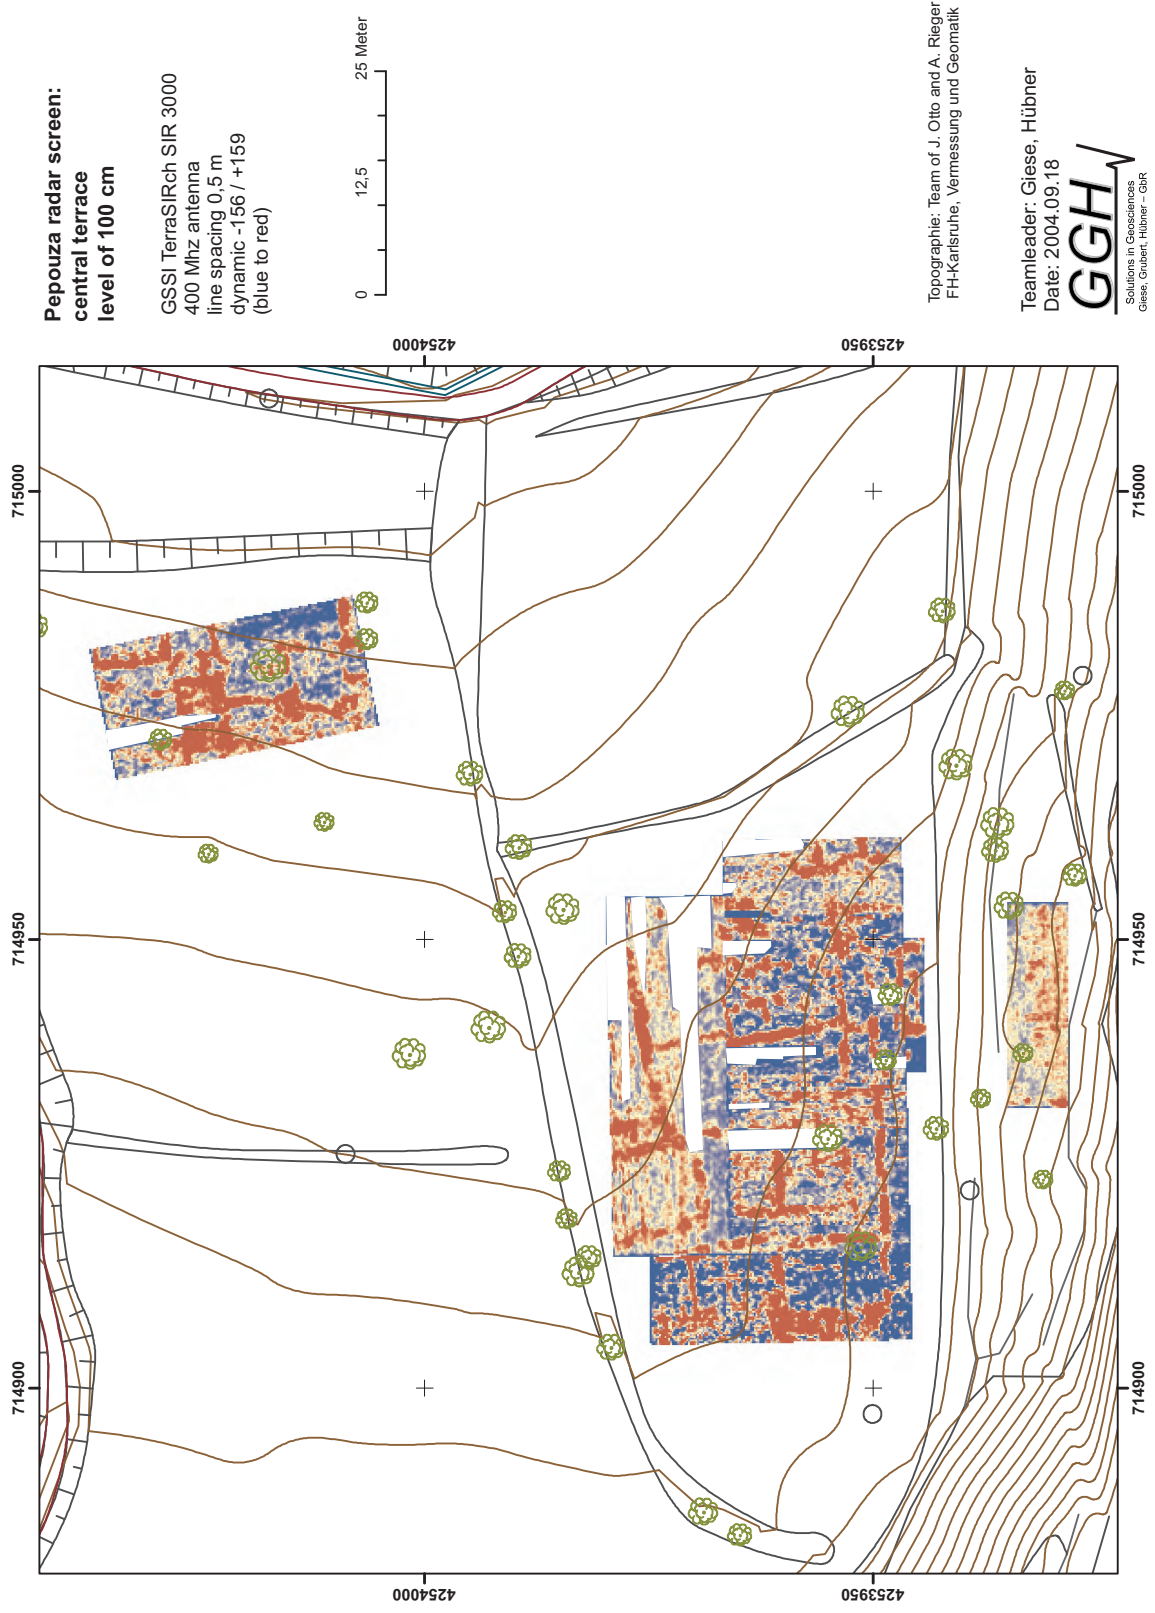 Pepouza radar screen:
central terrace
level of 100 cm
GSSI TerraSIRch SIR 3000
400 Mhz antenna
line spacing 0,5 m
dynamic -156 / +159
(blue to red)
0 12,5 25 Meter
Topographie: Team of J. Otto and A. Rieger
FH-Karlsruhe, Vermessung und Geomatik
Teamleader: Giese, Hübner
Date: 2004.09.18
GGH
Solutions in Geosciences
Giese, Grubert, Hübner – GbR
714900
714950
715000
4254000
4254000
4253950
4253950
714900
714950
715000